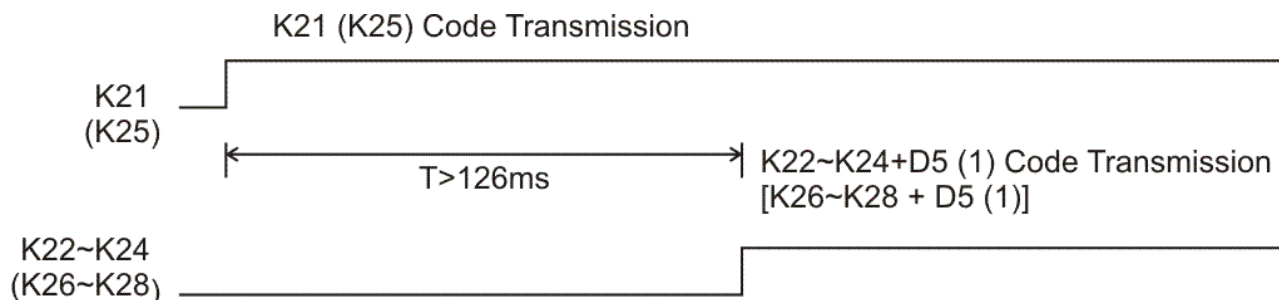 K21 (K25) Code Transmission
K21
(K25)
T>126ms
K22~K24+D5 (1) Code Transmission
[K26~K28 + D5 (1)]
K22~K24
(K26~K28)